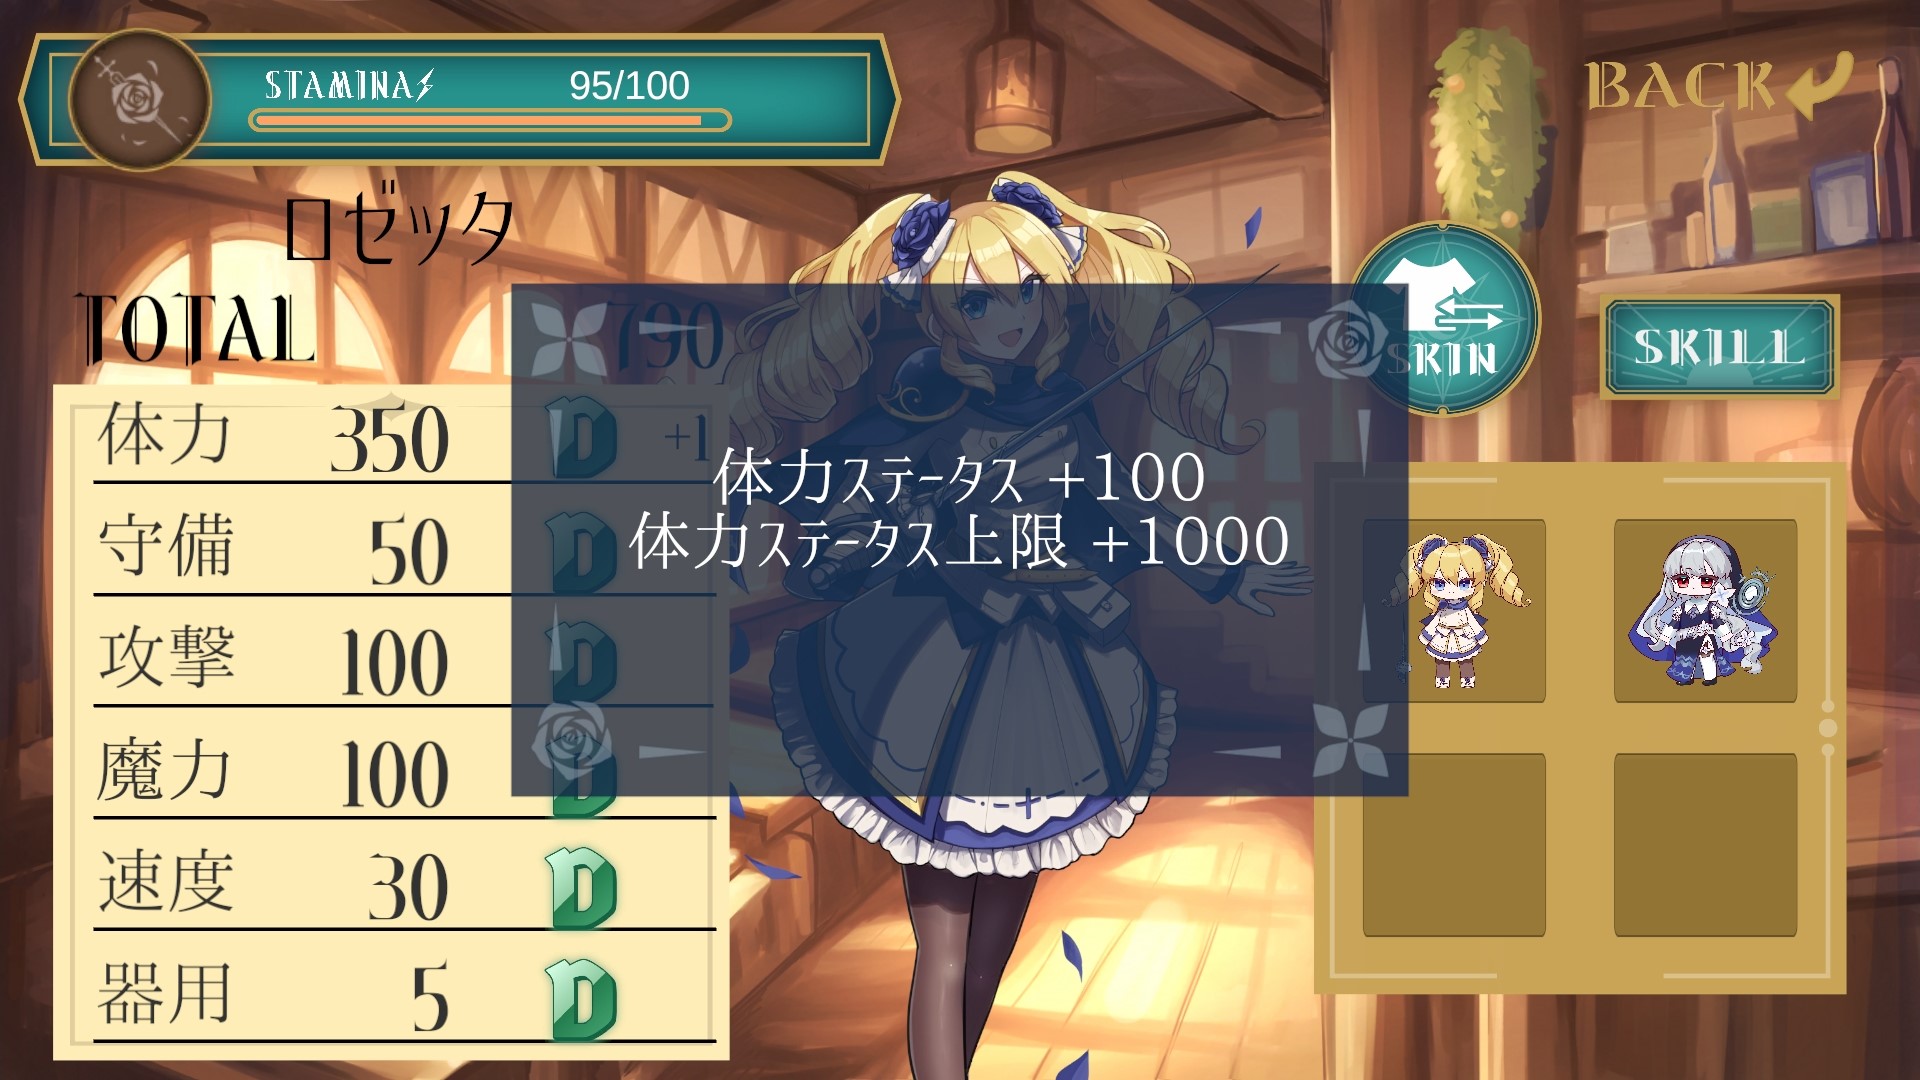 STAMINA 95/100
BACK
ロゼッタ
TOTAL 790
SKIN
SKILL
体力 350 D +1
守備 50 D
攻撃 100 D
魔力 100 D
速度 30 D
器用 5 D
体力ステータス +100
体力ステータス上限 +1000